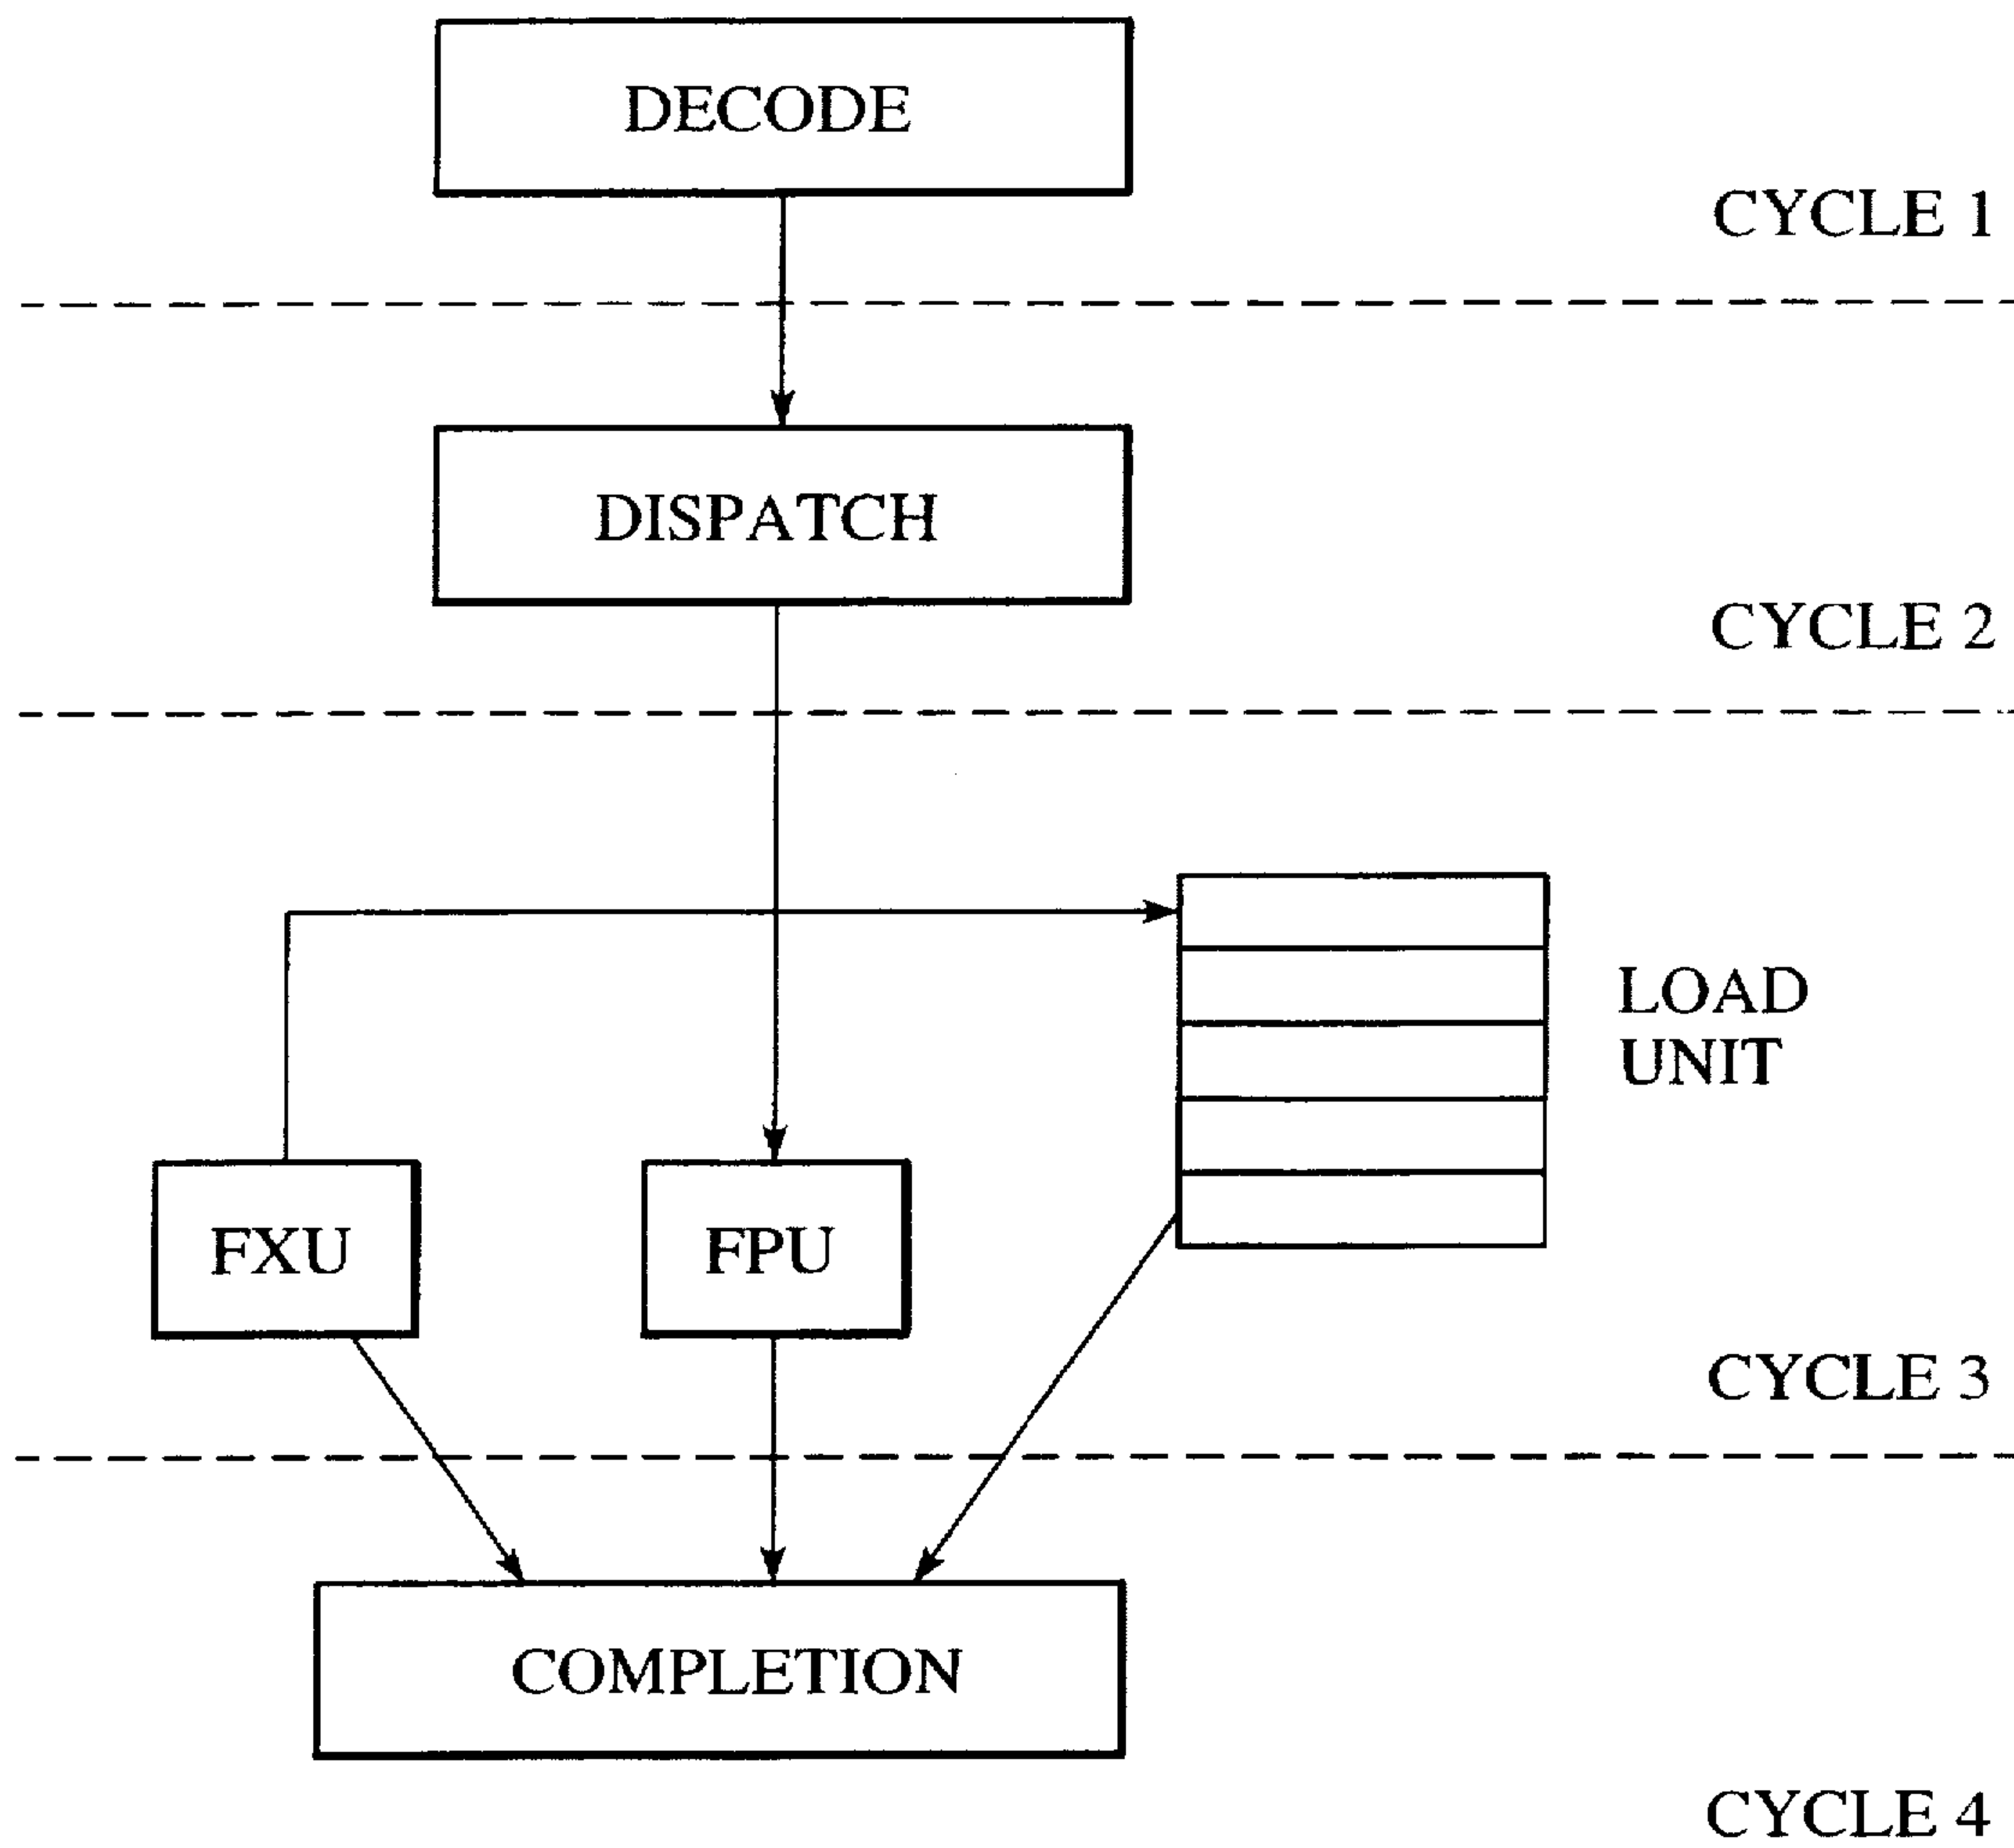 DECODE
CYCLE 1
DISPATCH
CYCLE 2
LOAD
UNIT
FXU
FPU
CYCLE 3
COMPLETION
CYCLE 4